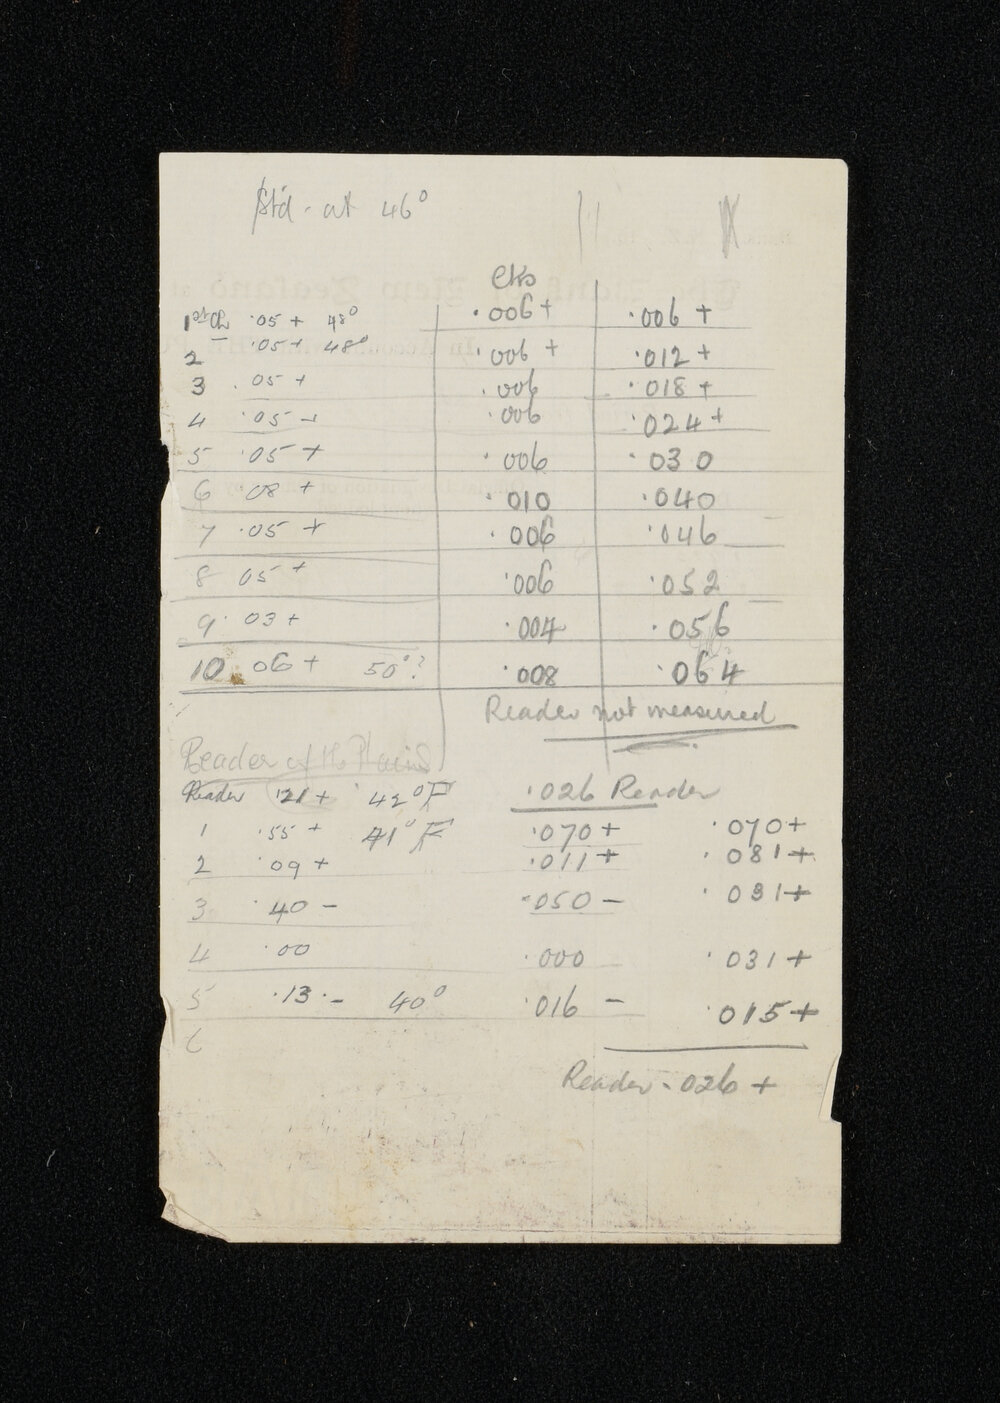 Std. at 46°
Cks
1st Ch .05 + 48° .006 + .006 +
2 .05 + 48° .006 + .012 +
3 .05 + .006 .018 +
4 .05 + .006 .024 +
5 .05 + .006 .030
6 .08 + .010 .040
7 .05 + .006 .046
8 .05 + .006 .052
9 .03 + .004 .056
10 .06 + 50°? .008 .064
Reader not measured
Reader of the
Reader .21 + 42° F .026 Reader
1 .55 + 41° F .070 + .070 +
2 .09 + .011 + .081 +
3 .40 - .050 - .031 +
4 .00 .000 .031 +
5 .13 - 40° .016 - .015 +
6
Reader .026 +